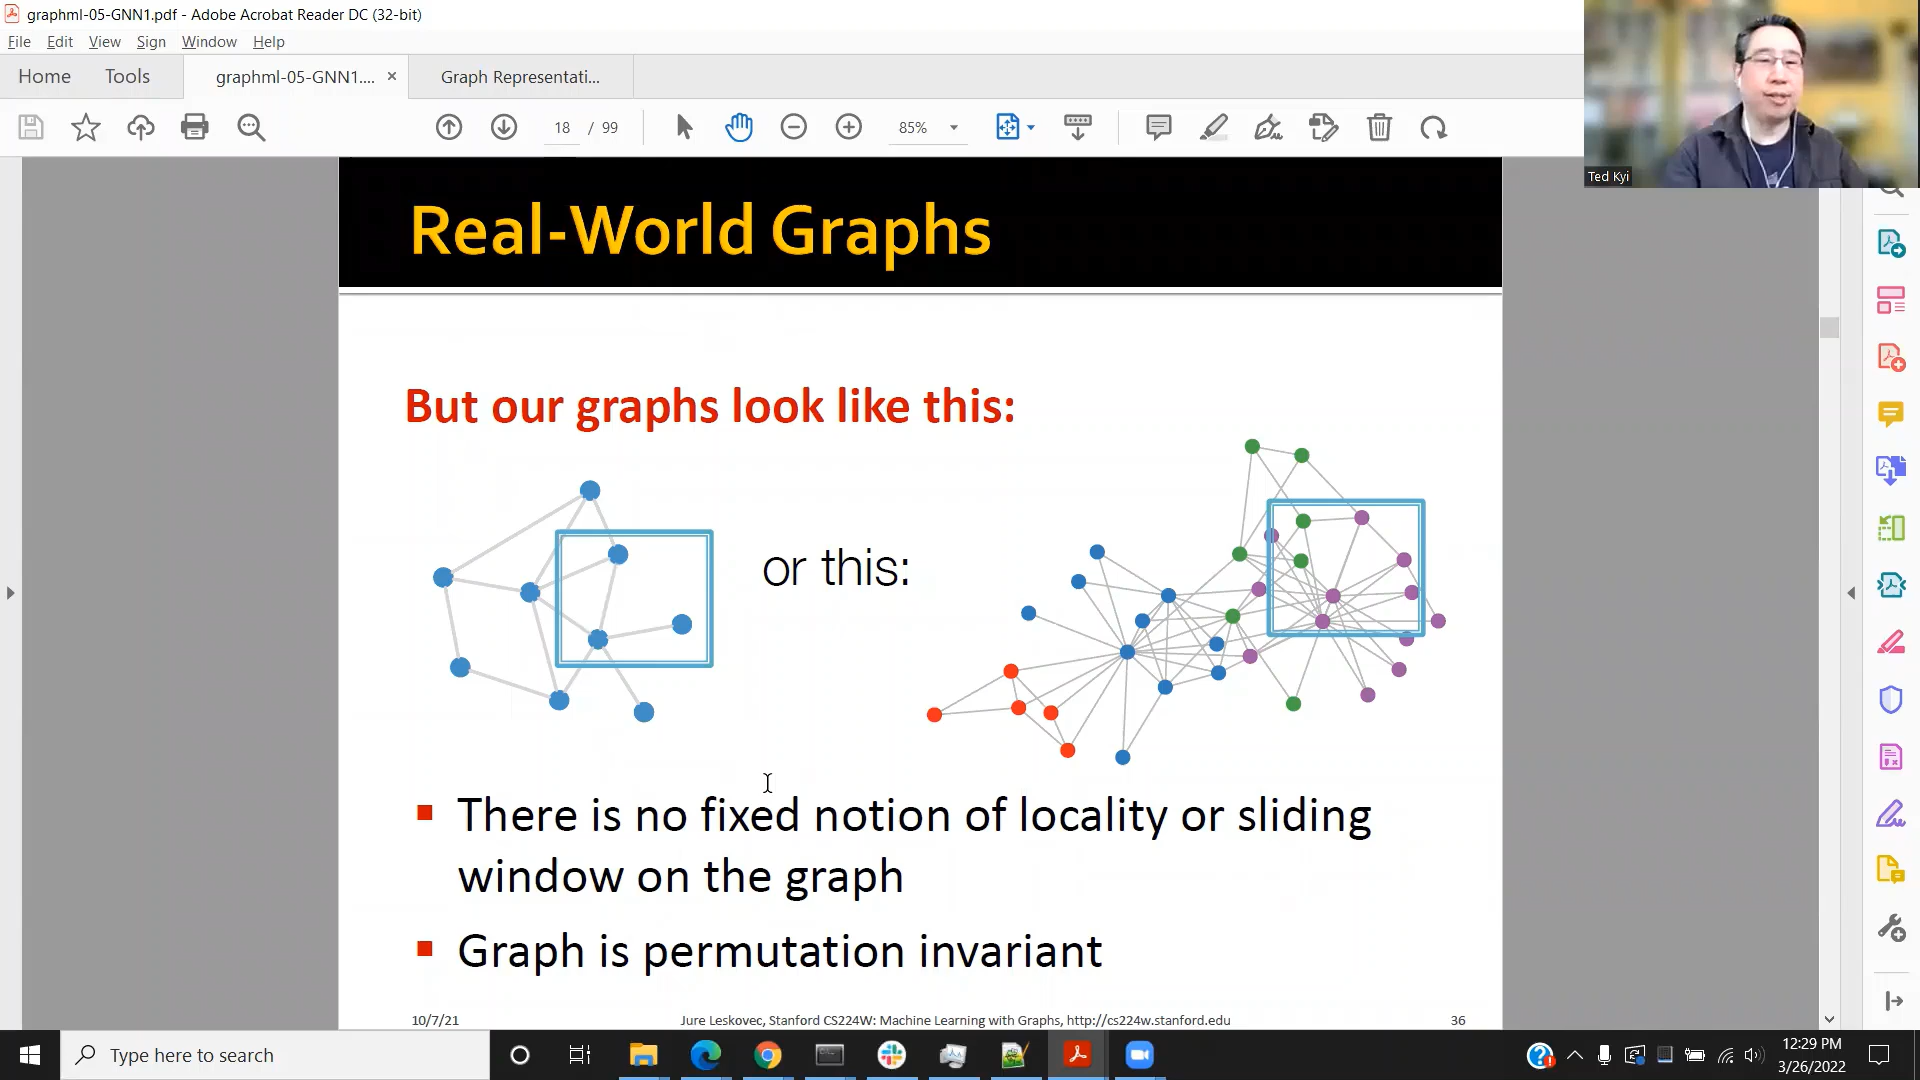 graphml-05-GNN1.pdf - Adobe Acrobat Reader DC (32-bit)
File Edit View Sign Window Help
Home Tools graphml-05-GNN1.... × Graph Representati...
18 / 99 85%
Ted Kyi
Real-World Graphs
But our graphs look like this:
or this:
There is no fixed notion of locality or sliding
window on the graph
Graph is permutation invariant
10/7/21 Jure Leskovec, Stanford CS224W: Machine Learning with Graphs, http://cs224w.stanford.edu 36
Type here to search
12:29 PM
3/26/2022